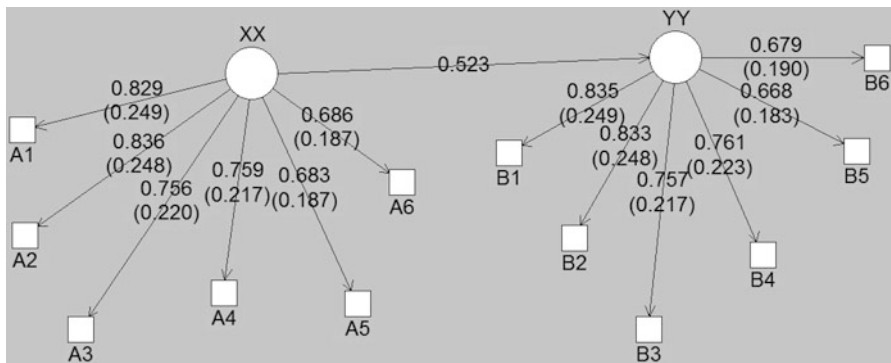 XX
YY
0.523
0.829
(0.249)
0.836
(0.248)
0.756
(0.220)
0.759
(0.217)
0.683
(0.187)
0.686
(0.187)
A1
A2
A3
A4
A5
A6
0.835
(0.249)
0.833
(0.248)
0.757
(0.217)
0.761
(0.223)
0.668
(0.183)
0.679
(0.190)
B1
B2
B3
B4
B5
B6